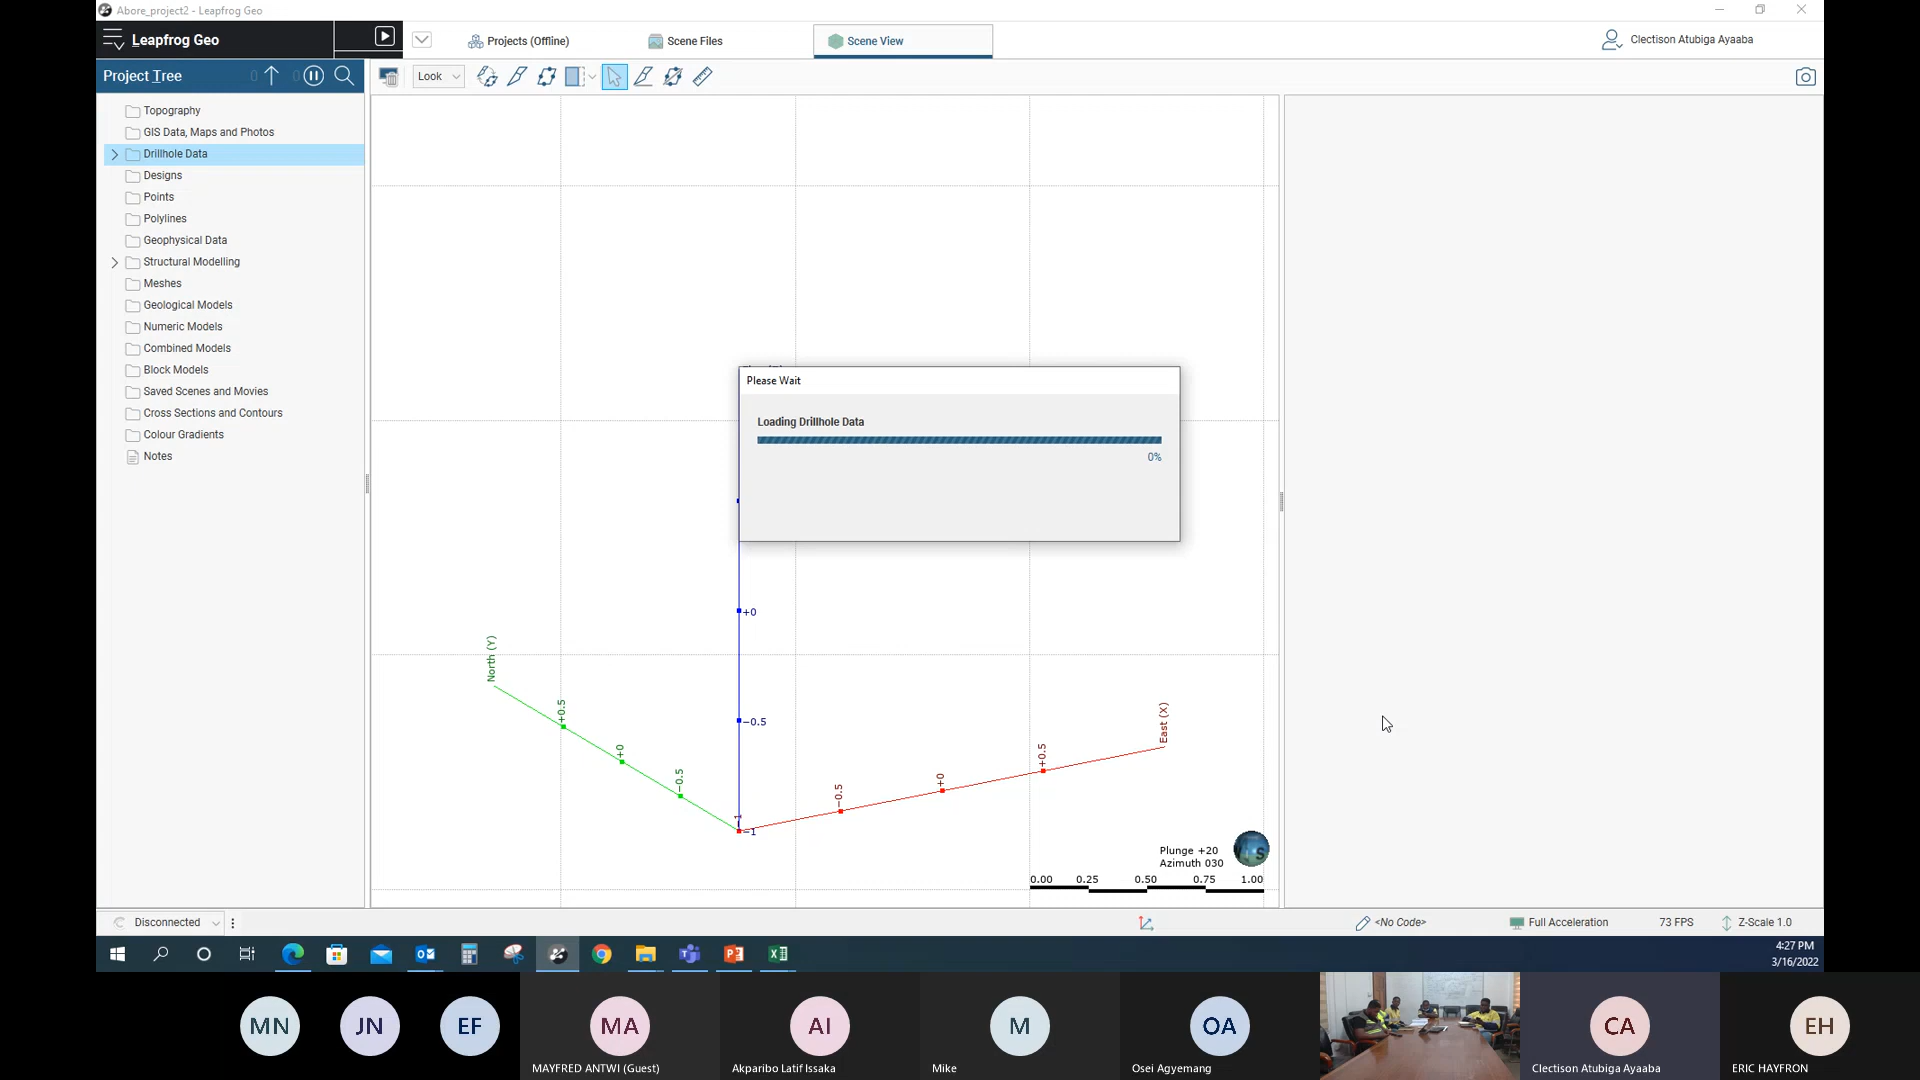 Abore_project2 - Leapfrog Geo
Leapfrog Geo
Projects (Offline)
Scene Files
Scene View
Clectison Atubiga Ayaaba
Project Tree
0
0
Look
Topography
GIS Data, Maps and Photos
Drillhole Data
Designs
Points
Polylines
Geophysical Data
Structural Modelling
Meshes
Geological Models
Numeric Models
Combined Models
Block Models
Saved Scenes and Movies
Cross Sections and Contours
Colour Gradients
Notes
Please Wait
Loading Drillhole Data
0%
+0
-0.5
-1
North (Y)
+0.5
+0
-0.5
-1
-0.5
+0
+0.5
East (X)
Plunge +20
Azimuth 030
0.00 0.25 0.50 0.75 1.00
Disconnected
<No Code>
Full Acceleration
73 FPS
Z-Scale 1.0
4:27 PM
3/16/2022
MN
JN
EF
MA
AI
M
OA
CA
EH
MAYFRED ANTWI (Guest)
Akparibo Latif Issaka
Mike
Osei Agyemang
Clectison Atubiga Ayaaba
ERIC HAYFRON